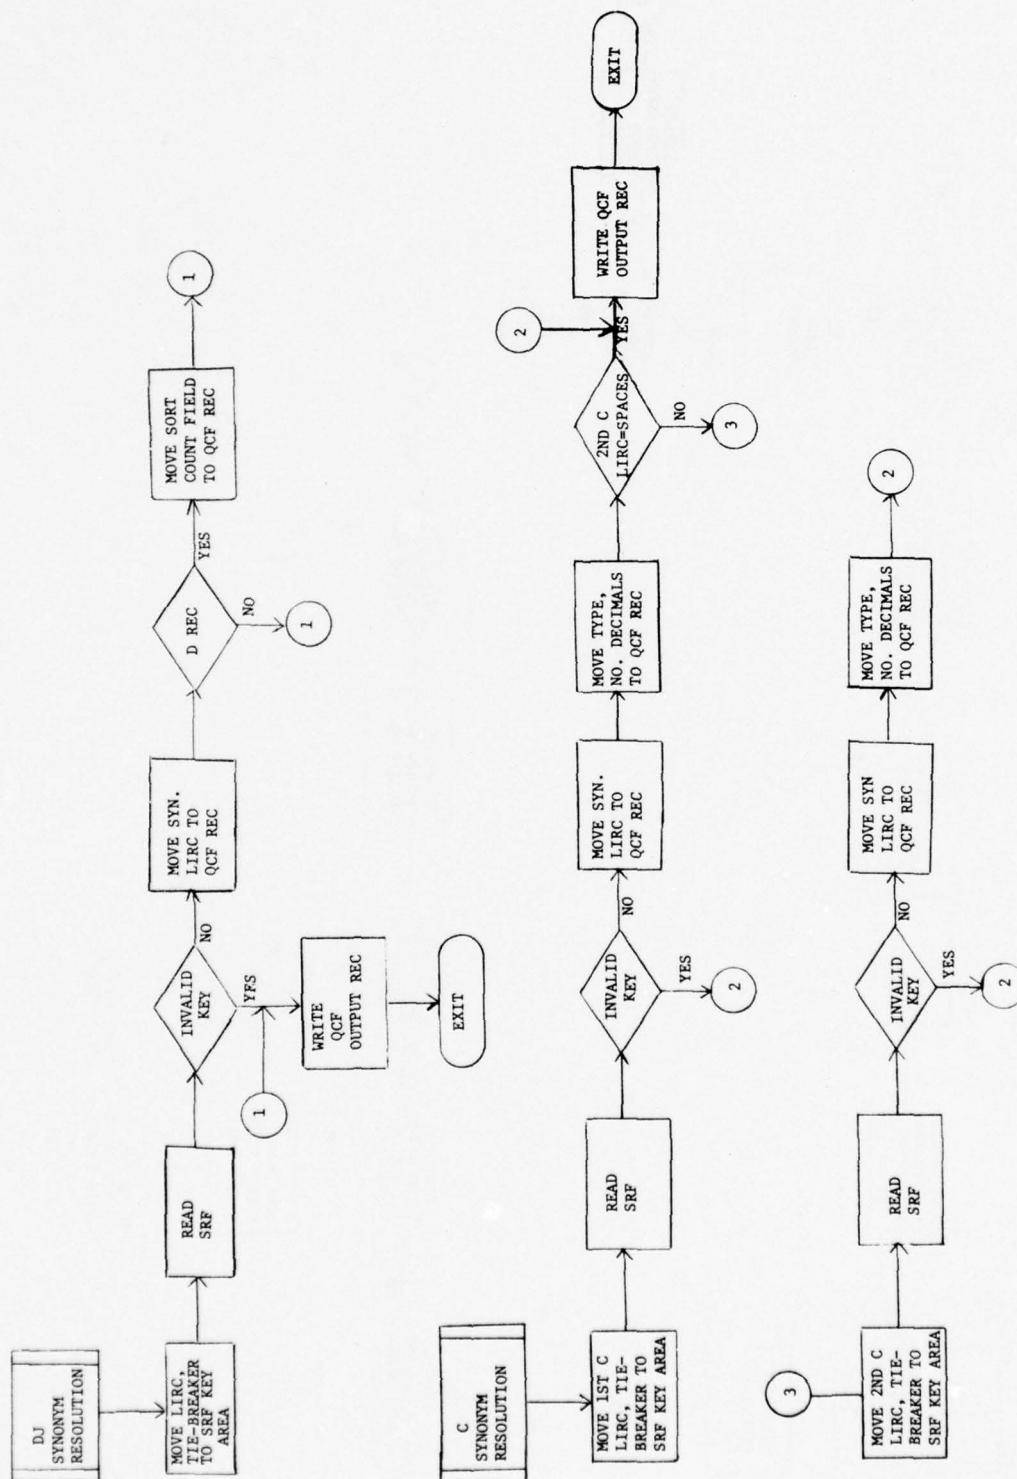 DJ
SYNONYM
RESOLUTION
MOVE LIRC,
TIE-BREAKER
TO SRF KEY
AREA
READ
SRF
INVALID
KEY
NO
YES
1
WRITE
QCF
OUTPUT REC
EXIT
MOVE SYN.
LIRC TO
QCF REC
D REC
YES
NO
1
MOVE SORT
COUNT FIELD
TO QCF REC
1
C
SYNONYM
RESOLUTION
MOVE 1ST C
LIRC, TIE-
BREAKER TO
SRF KEY AREA
READ
SRF
INVALID
KEY
NO
YES
2
MOVE SYN.
LIRC TO
QCF REC
MOVE TYPE,
NO. DECIMALS
TO QCF REC
2ND C
LIRC=SPACES
YES
NO
3
2
WRITE QCF
OUTPUT REC
EXIT
3
MOVE 2ND C
LIRC, TIE-
BREAKER TO
SRF KEY AREA
READ
SRF
INVALID
KEY
NO
YES
2
MOVE SYN
LIRC TO
QCF REC
MOVE TYPE,
NO. DECIMALS
TO QCF REC
2